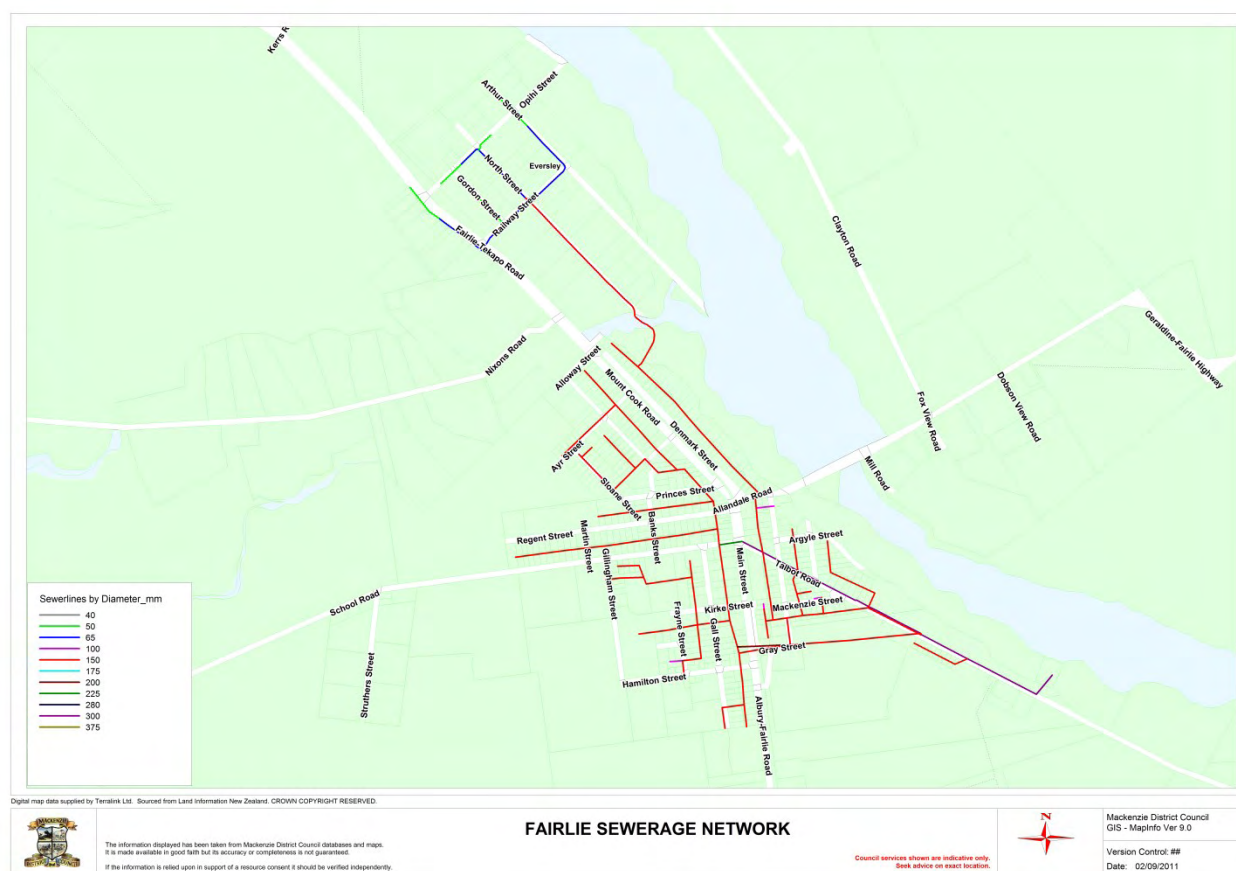 Kerrs R
Opihi Street
Arthur Street
Eversley
North Street
Gordon Street
Railway Street
Fairlie-Tekapo Road
Clayton Road
Geraldine-Fairlie Highway
Nixons Road
Alloway Street
Mount Cook Road
Dobson View Road
Fox View Road
Denmark Street
Ayr Street
Mill Road
Sloane Street
Princes Street
Allandale Road
Banks Street
Martin Street
Regent Street
Argyle Street
Gillingham Street
Main Street
Talbot Road
School Road
Frayne Street
Kirke Street
Mackenzie Street
Gall Street
Gray Street
Struthers Street
Hamilton Street
Albury-Fairlie Road
Sewerlines by Diameter_mm
40
50
65
100
150
175
200
225
280
300
375
Digital map data supplied by Terralink Ltd. Sourced from Land Information New Zealand. CROWN COPYRIGHT RESERVED.
MACKENZIE
DISTRICT COUNCIL
The information displayed has been taken from Mackenzie District Council databases and maps.
It is made available in good faith but its accuracy or completeness is not guaranteed.
If the information is relied upon in support of a resource consent it should be verified independently.
FAIRLIE SEWERAGE NETWORK
Council services shown are indicative only.
Seek advice on exact location.
N
Mackenzie District Council
GIS - MapInfo Ver 9.0
Version Control: ##
Date: 02/09/2011